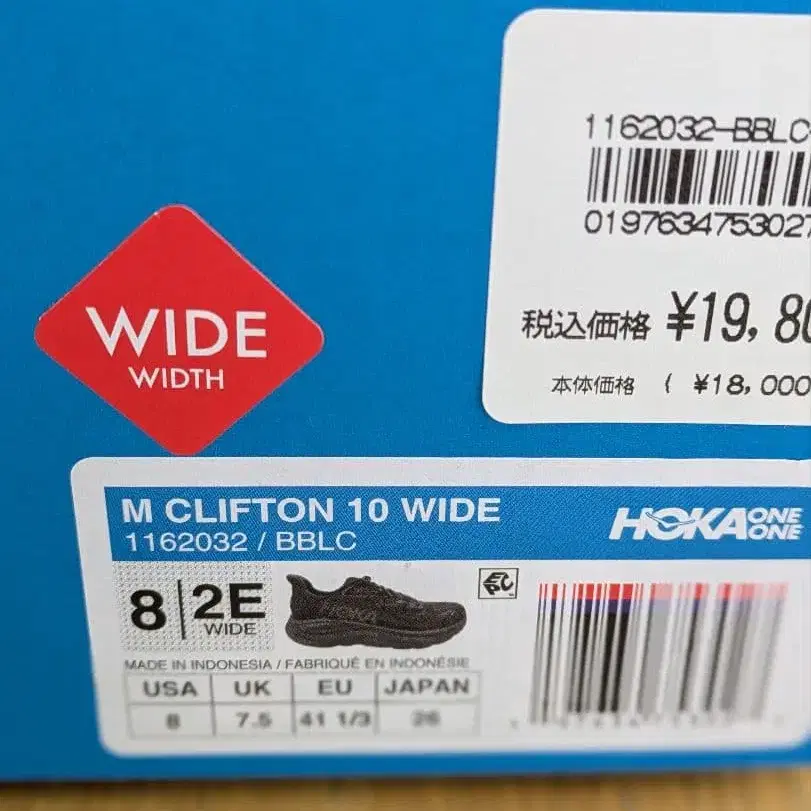 1162032-BBLC
019763475302
税込価格 ¥19,80
本体価格 ( ¥18,000
WIDE
WIDTH
M CLIFTON 10 WIDE
1162032 / BBLC
HOKA ONE ONE
8 2E
WIDE
HOKA
MADE IN INDONESIA / FABRIQUÉ EN INDONÉSIE
USA UK EU JAPAN
8 7.5 41 1/3 26